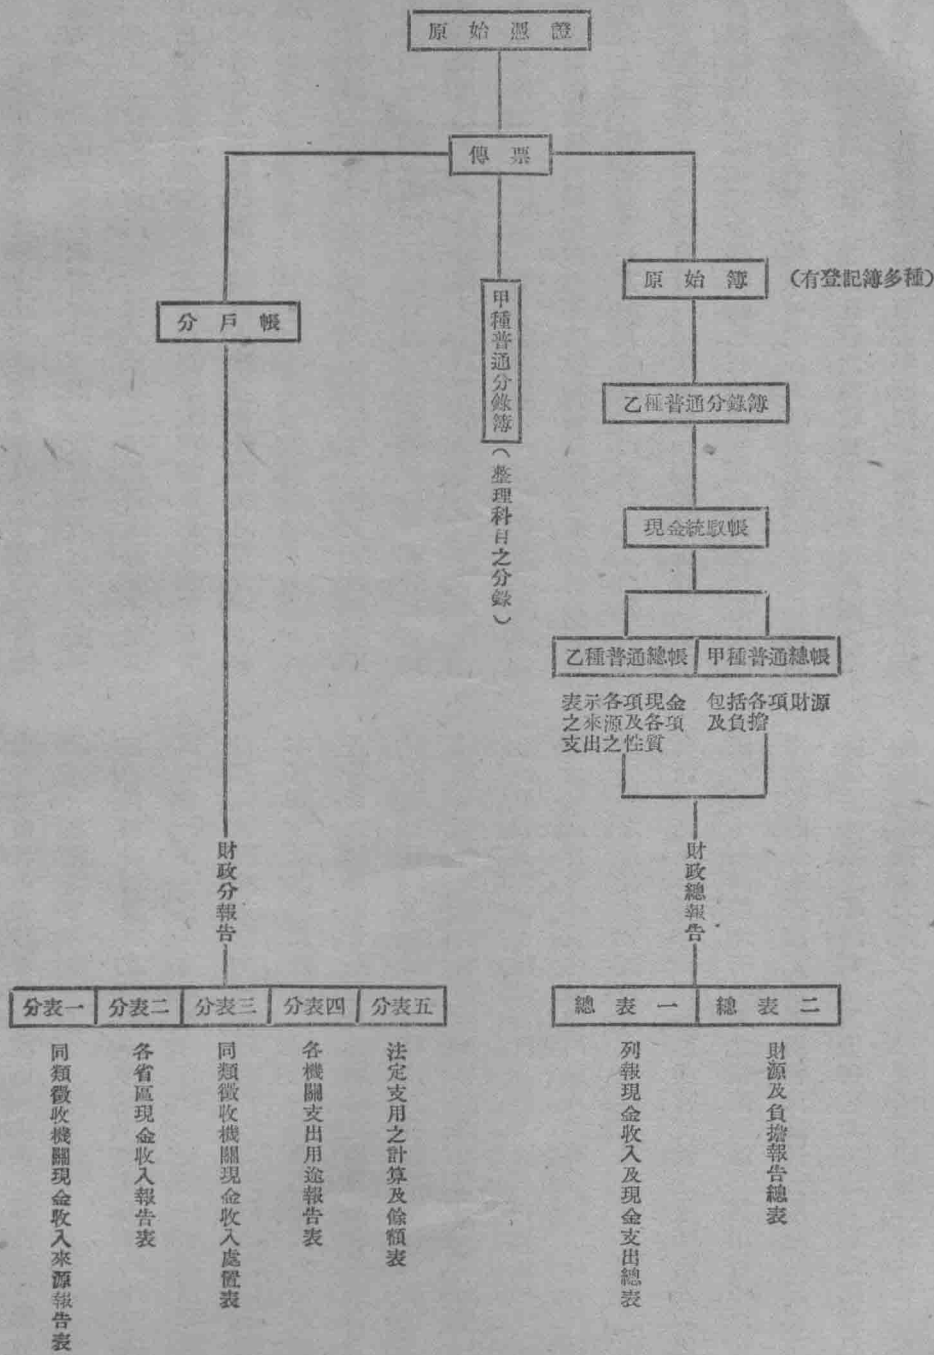 原始憑證
傳票
原始簿
(有登記簿多種)
分戶帳
甲種普通分錄簿
(整理科目之分錄)
乙種普通分錄簿
現金統馭帳
乙種普通總帳
甲種普通總帳
表示各項現金
之來源及各項
支出之性質
包括各項財源
及負擔
財政分報告
財政總報告
分表一
分表二
分表三
分表四
分表五
總表一
總表二
同類徵收機關現金收入來源報告表
各省區現金收入報告表
同類徵收機關現金收入處置表
各機關支出用途報告表
法定支用之計算及餘額表
列報現金收入及現金支出總表
財源及負擔報告總表